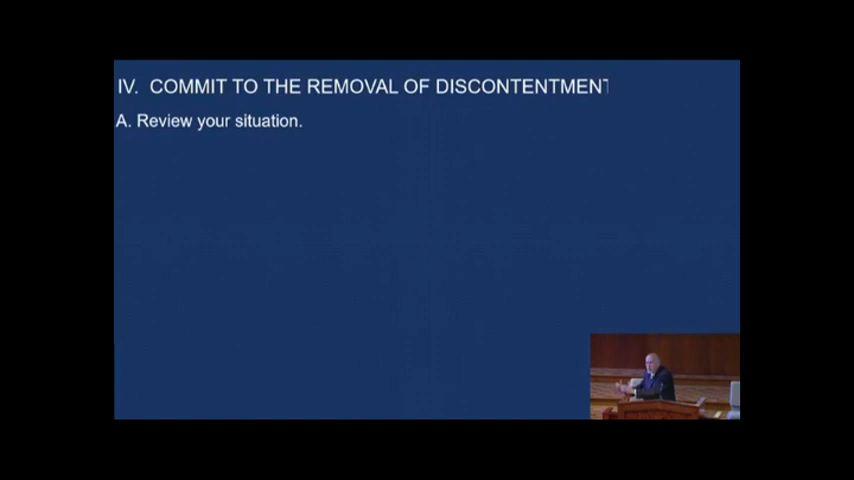 IV. COMMIT TO THE REMOVAL OF DISCONTENTMENT
A. Review your situation.